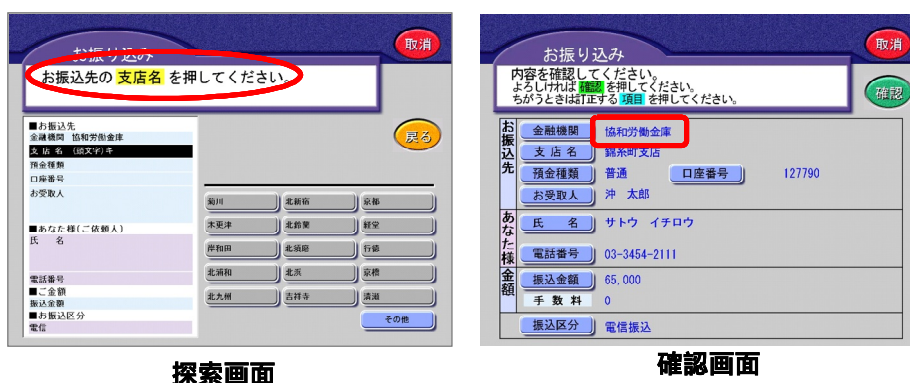 お振り込み
取消
お振込先の 支店名 を押してください。
戻る
■お振込先
金融機関 協和労働金庫
支店名 (頭文字)キ
預金種類
口座番号
お受取人
■あなた様(ご依頼人)
氏 名
電話番号
■ご金額
振込金額
■お振込区分
電信
菊川 北新宿 京都
木更津 北鈴蘭 経堂
岸和田 北須磨 行徳
北浦和 北浜 京橋
北九州 吉祥寺 清瀬
その他
探索画面
お振り込み
取消
内容を確認してください。
よろしければ 確認 を押してください。
ちがうときは訂正する 項目 を押してください。
確認
お振込先
金融機関 協和労働金庫
支店名 錦糸町支店
預金種類 普通 口座番号 127790
お受取人 沖 太郎
あなた様
氏 名 サトウ イチロウ
電話番号 03-3454-2111
金額
振込金額 65,000
手数料 0
振込区分 電信振込
確認画面